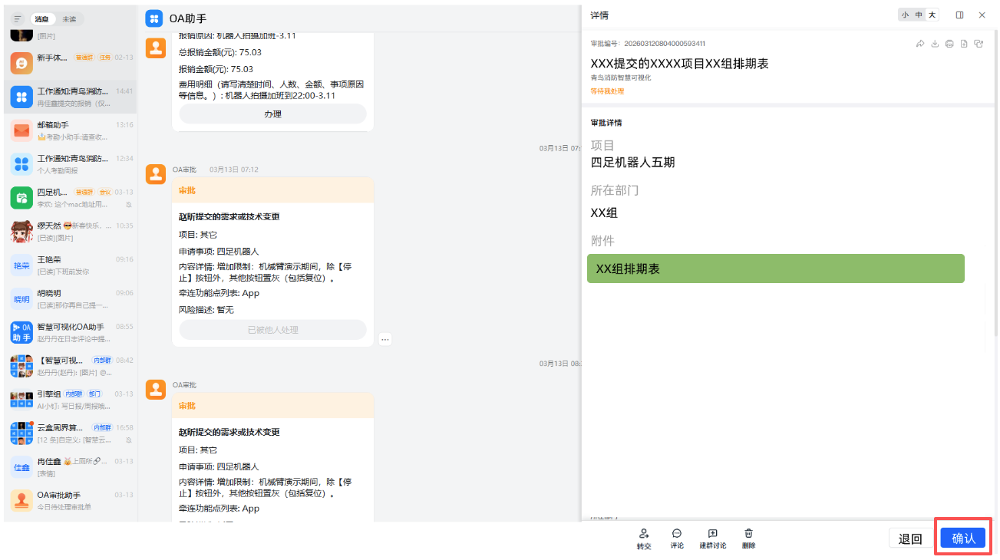 消息 未读
[图片]
新手体... 普通群 任务 02-13
工作通知:青鸟消防... 14:41
冉佳鑫提交的报销（仅...
邮箱助手 13:16
考勤小助手:请查收...
工作通知:青鸟消防... 12:34
个人考勤周报
四足机... 普通群 会议 03-13
李欢: 这个mac地址用...
缪天然 新春快乐、... 10:35
[已读][图片]
王艳荣 09:16
艳荣
[已读]下班前发你
胡晓明 09:06
晓明
[已读]那你再自己提一...
智慧可视化OA助手 08:55
OA
助手
赵丹丹在日志评论中提...
【智慧可视... 内部群 08:42
赵丹丹(赵丹): [图片] @...
引擎组 内部群 部门 03-13
AI小钉: 写日报/周报唤...
云盒周界算... 内部群 16:58
[12 条]自定义: [智慧云...
冉佳鑫 上厕所... 03-13
佳鑫
[表情]
OA审批助手 03-13
今日待处理审批单
OA助手
报销原因: 机器人拍摄加班-3.11
总报销金额(元): 75.03
报销金额(元): 75.03
费用明细（请写清楚时间、人数、金额、事项原因
等信息。）: 机器人拍摄加班到22:00-3.11
办理
03月13日 07:
OA审批 03月13日 07:12
审批
赵昕提交的需求或技术变更
项目: 其它
申请事项: 四足机器人
内容详情: 增加限制：机械臂演示期间，除【停
止】按钮外，其他按钮置灰（包括复位）。
牵连功能点列表: App
风险描述: 暂无
已被他人处理
03月13日 08:
OA审批
审批
赵昕提交的需求或技术变更
项目: 其它
申请事项: 四足机器人
内容详情: 增加限制：机械臂演示期间，除【停
止】按钮外，其他按钮置灰（包括复位）。
牵连功能点列表: App
详情
小 中 大
审批编号：202603120804000593411
XXX提交的XXXX项目XX组排期表
青鸟消防智慧可视化
等待我处理
审批详情
项目
四足机器人五期
所在部门
XX组
附件
XX组排期表
转交 评论 建群讨论 删除
退回 确认